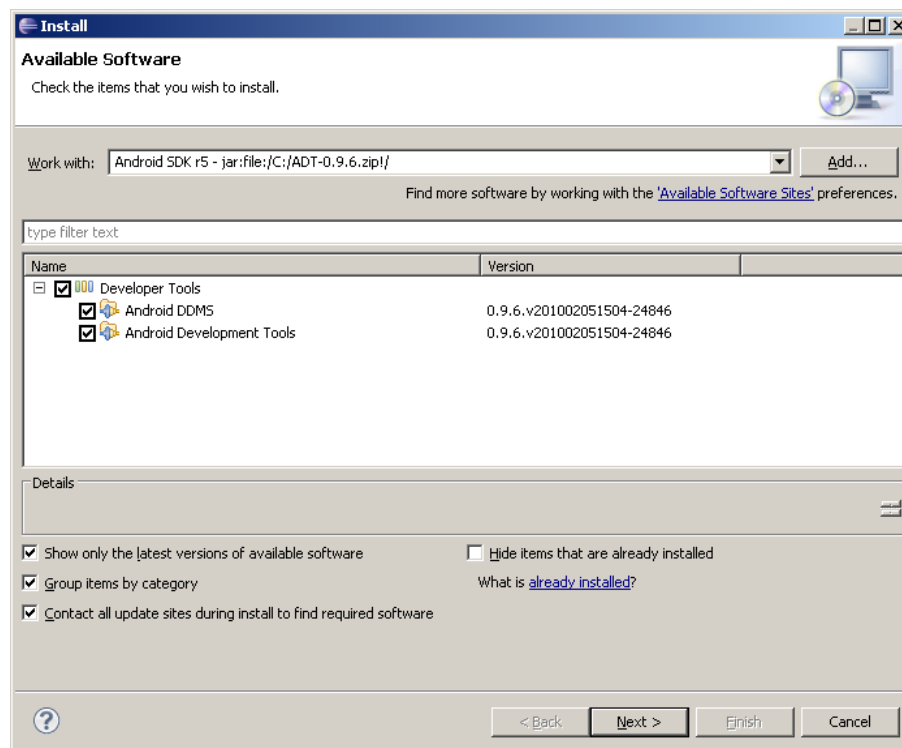 Install
Available Software
Check the items that you wish to install.
Work with: Android SDK r5 - jar:file:/C:/ADT-0.9.6.zip!/ Add...
Find more software by working with the 'Available Software Sites' preferences.
type filter text
Name Version
Developer Tools
Android DDMS 0.9.6.v201002051504-24846
Android Development Tools 0.9.6.v201002051504-24846
Details
Show only the latest versions of available software Hide items that are already installed
Group items by category What is already installed?
Contact all update sites during install to find required software
? < Back Next > Finish Cancel